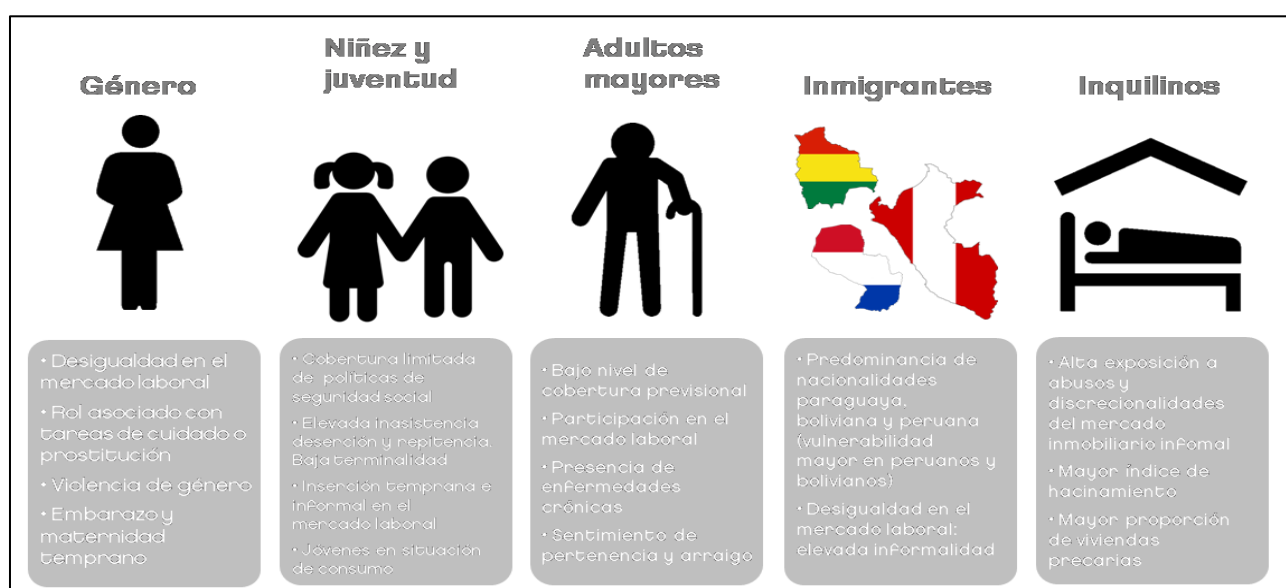 Género
Niñez y
juventud
Adultos
mayores
Inmigrantes
Inquilinos
• Desigualdad en el
mercado laboral
• Rol asociado con
tareas de cuidado o
prostitución
• Violencia de género
• Embarazo y
maternidad
temprano
• Cobertura limitada
de políticas de
seguridad social
• Elevada inasistencia
deserción y repitencia.
Baja terminalidad
• Inserción temprana e
informal en el
mercado laboral
• Jóvenes en situación
de consumo
• Bajo nivel de
cobertura previsional
• Participación en el
mercado laboral
• Presencia de
enfermedades
crónicas
• Sentimiento de
pertenencia y arraigo
• Predominancia de
nacionalidades
paraguaya,
boliviana y peruana
(vulnerabilidad
mayor en peruanos y
bolivianos)
• Desigualdad en el
mercado laboral:
elevada informalidad
• Alta exposición a
abusos y
discrecionalidades
del mercado
inmobiliario infomal
• Mayor índice de
hacinamiento
• Mayor proporción
de viviendas
precarias